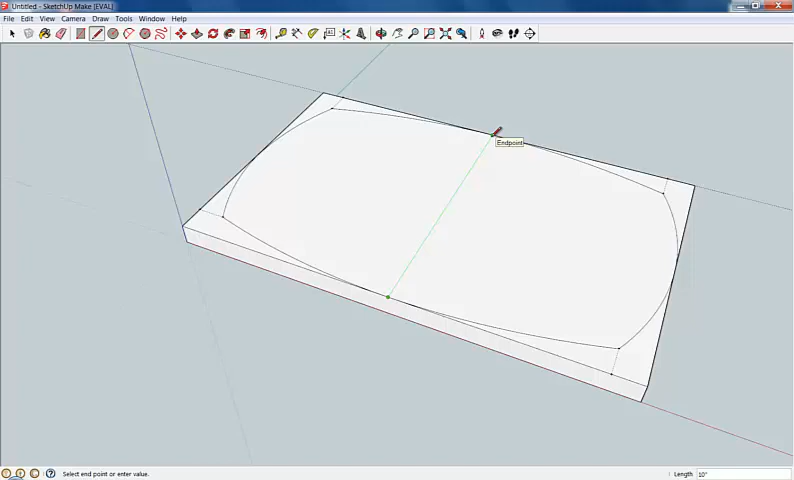 Untitled - SketchUp Make [EVAL]
File Edit View Camera Draw Tools Window Help
Endpoint
Select end point or enter value.
Length 10"